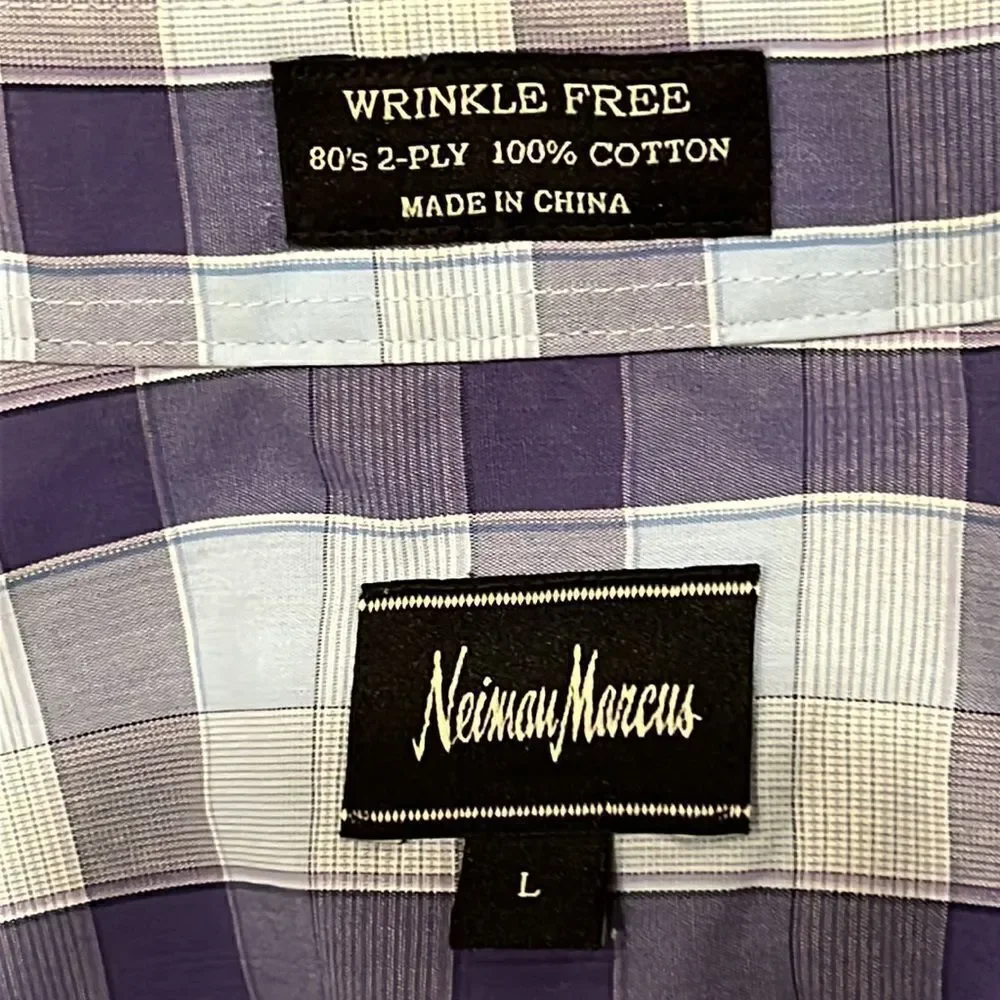 WRINKLE FREE
80's 2-PLY 100% COTTON
MADE IN CHINA
Neiman Marcus
L